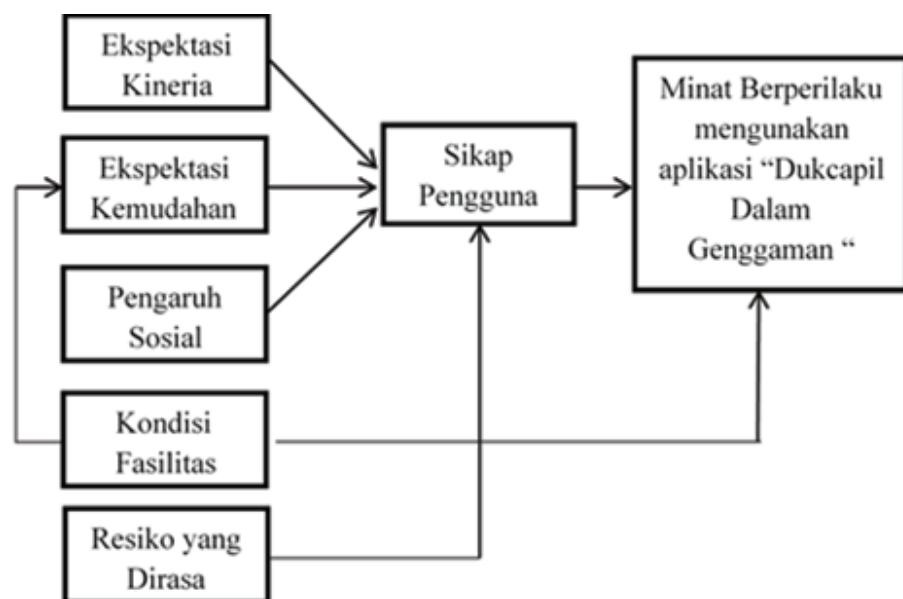 Ekspektasi
Kineria
Ekspektasi
Kemudahan
Pengaruh
Sosial
Kondisi
Fasilitas
Resiko yang
Dirasa
Sikap
Pengguna
Minat Berperilaku
mengunakan
aplikasi “Dukcapil
Dalam
Genggaman “